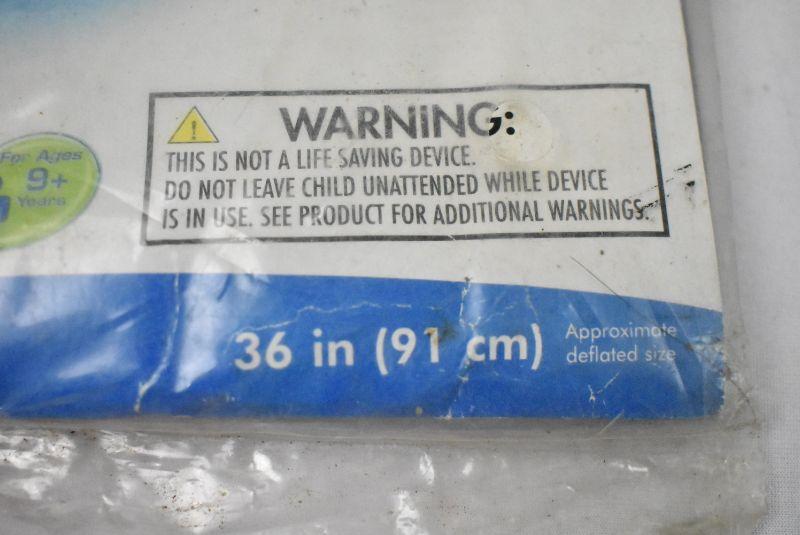 WARNING:
THIS IS NOT A LIFE SAVING DEVICE.
DO NOT LEAVE CHILD UNATTENDED WHILE DEVICE
IS IN USE. SEE PRODUCT FOR ADDITIONAL WARNINGS.
For Ages
9+
Years
36 in (91 cm)
Approximate
deflated size